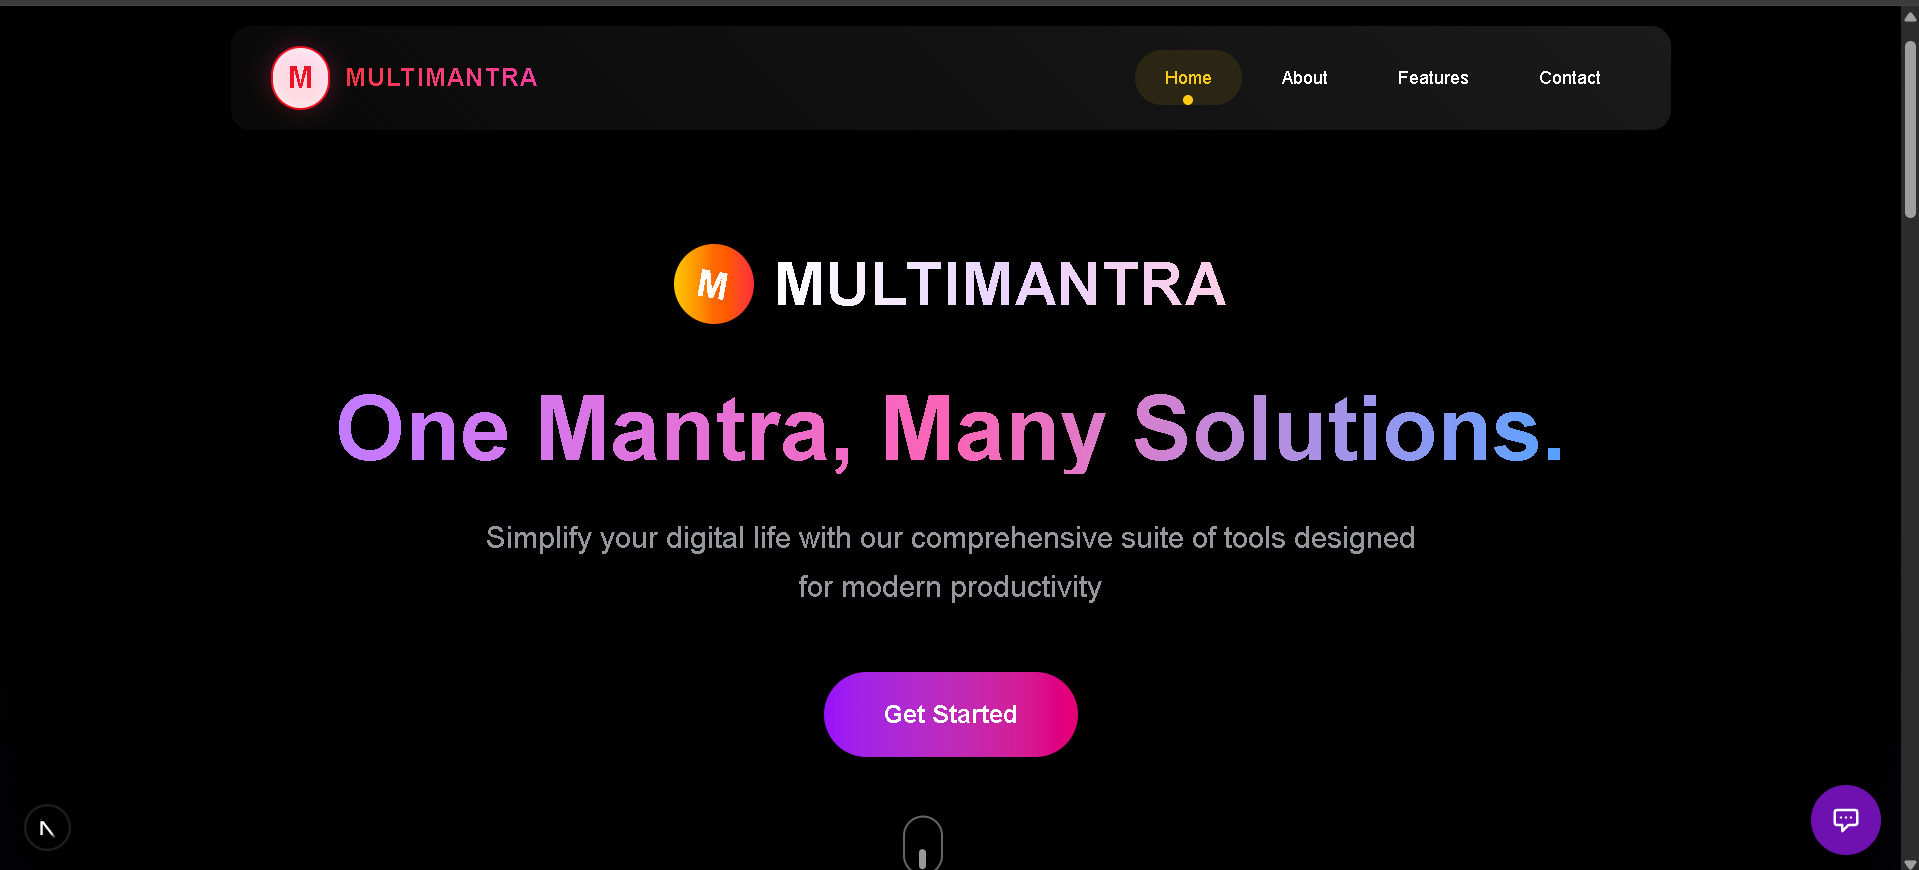 M MULTIMANTRA
Home About Features Contact
M MULTIMANTRA
One Mantra, Many Solutions.
Simplify your digital life with our comprehensive suite of tools designed
for modern productivity
Get Started
N